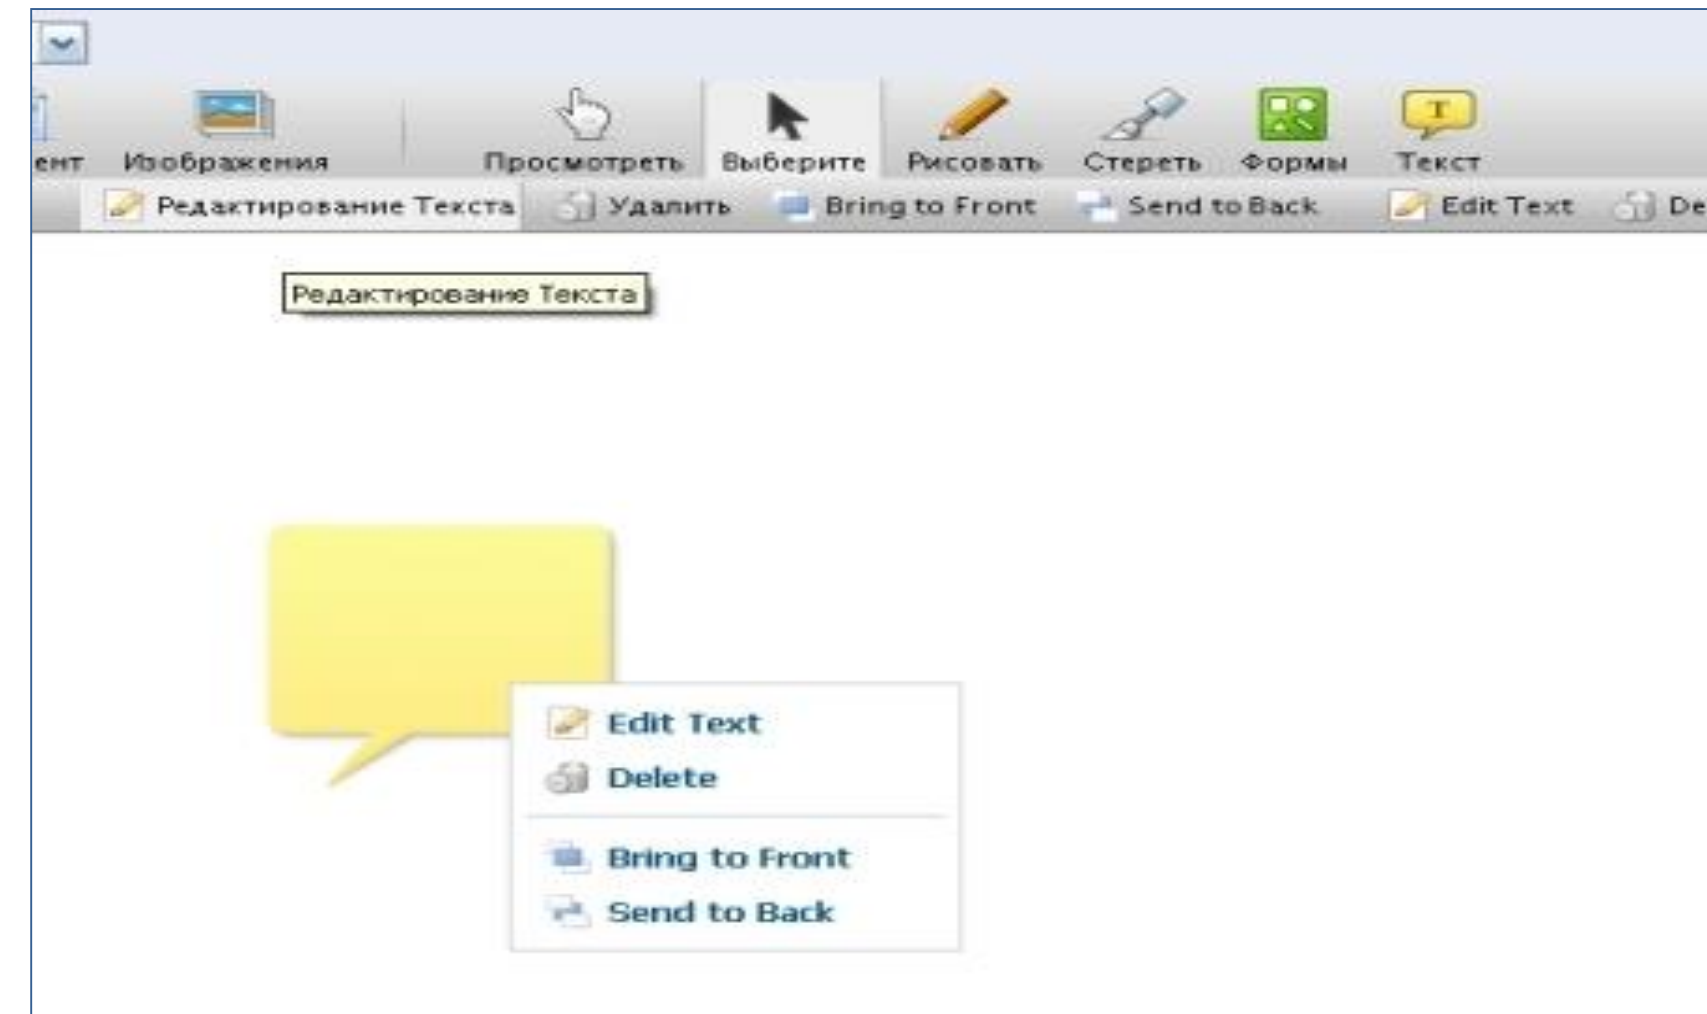 ент Изображения Просмотреть Выберите Рисовать Стереть Формы Текст
Редактирование Текста Удалить Bring to Front Send to Back Edit Text De
Редактирование Текста
Edit Text
Delete
Bring to Front
Send to Back